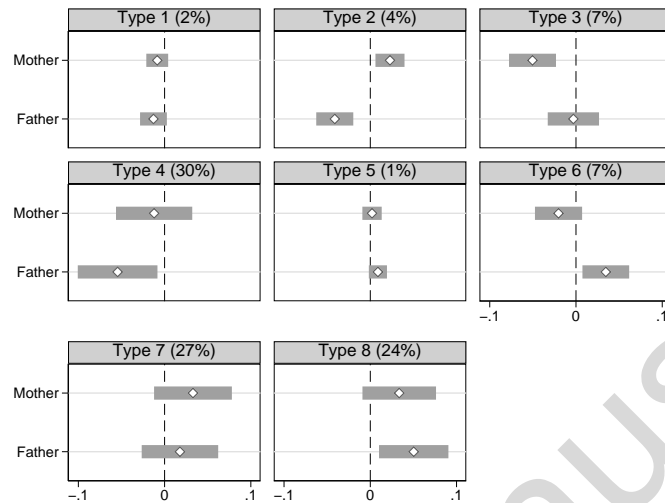 Type 1 (2%) Type 2 (4%) Type 3 (7%)
Mother
Father
Type 4 (30%) Type 5 (1%) Type 6 (7%)
Mother
Father
−.1 0 .1
Type 7 (27%) Type 8 (24%)
Mother
Father
−.1 0 .1 −.1 0 .1